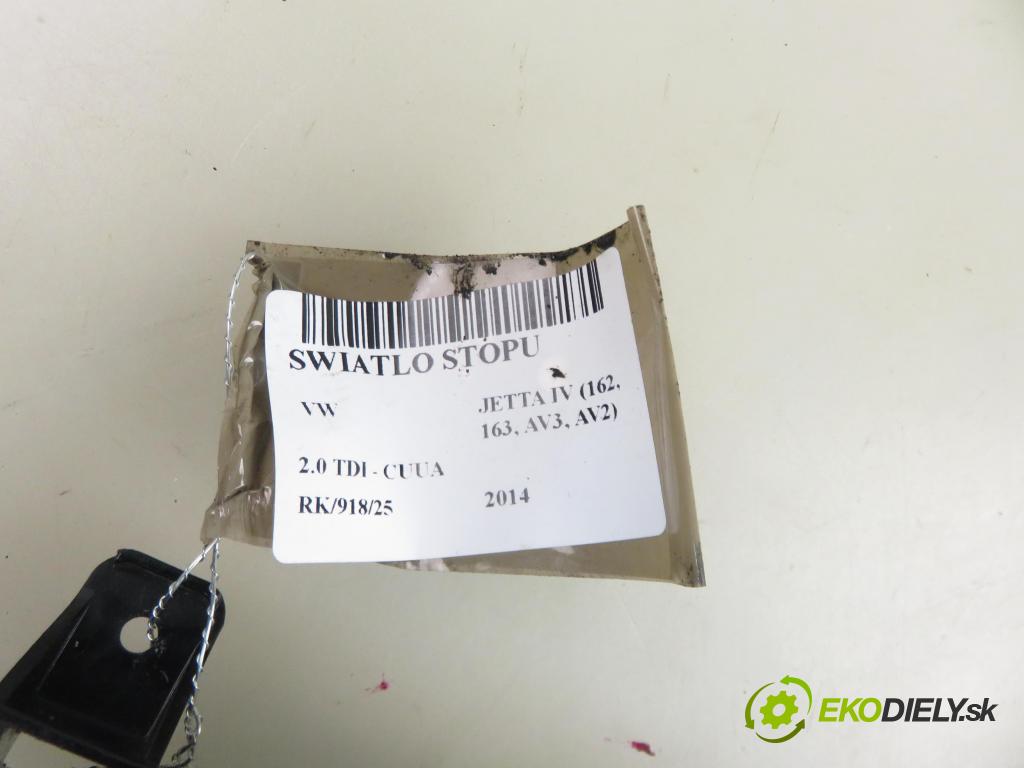 SWIATLO STOPU
VW
JETTA IV (162,
163, AV3, AV2)
2.0 TDI - CUUA
RK/918/25
2014
EKODIELY.sk